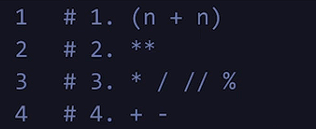 1 # 1. (n + n)
2 # 2. **
3 # 3. * / // %
4 # 4. + -